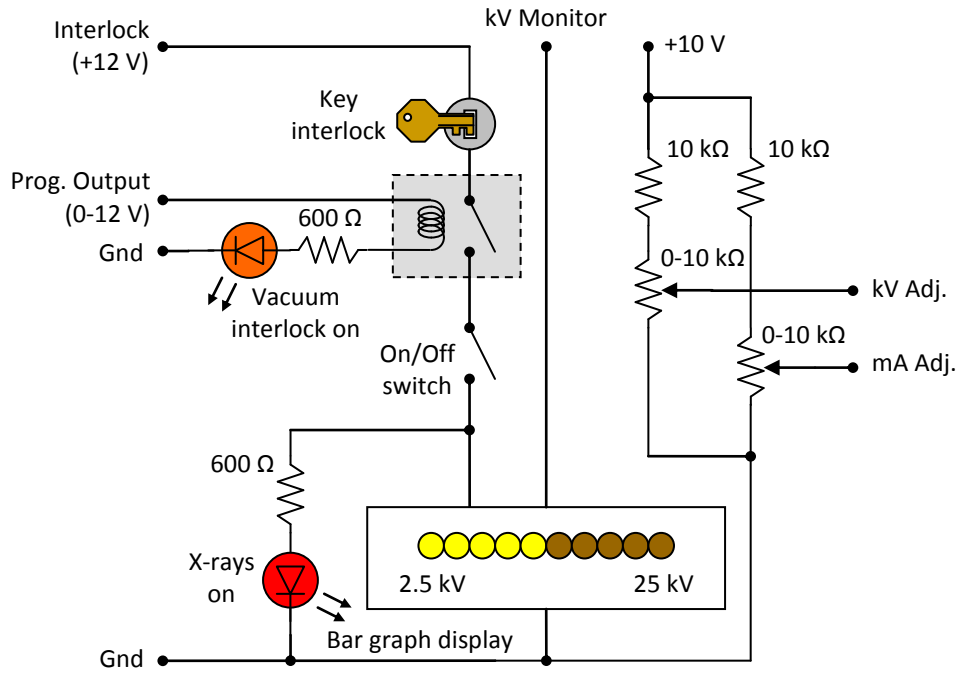 kV Monitor
Interlock
(+12 V)
+10 V
Key
interlock
10 kΩ
10 kΩ
Prog. Output
(0-12 V)
600 Ω
Gnd
0-10 kΩ
kV Adj.
Vacuum
interlock on
0-10 kΩ
On/Off
switch
mA Adj.
600 Ω
X-rays
on
2.5 kV
25 kV
Bar graph display
Gnd